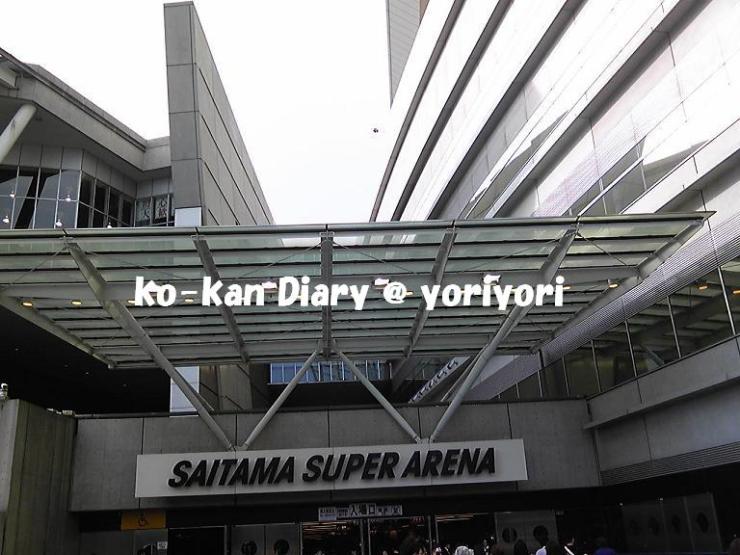 ko-kan Diary @ yoriyori
SAITAMA SUPER ARENA
入場口